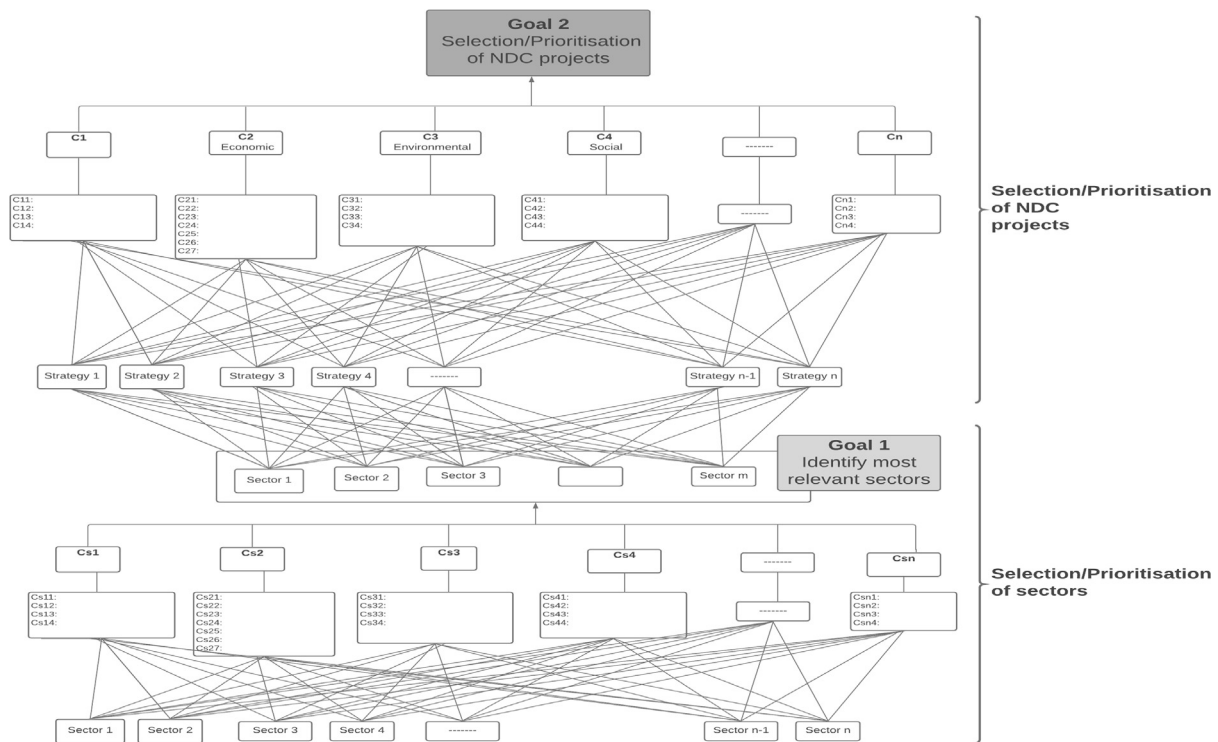 Goal 2
Selection/Prioritisation
of NDC projects
C1
C2
Economic
C3
Environmental
C4
Social
-------
Cn
C11:
C12:
C13:
C14:
C21:
C22:
C23:
C24:
C25:
C26:
C27:
C31:
C32:
C33:
C34:
C41:
C42:
C43:
C44:
-------
Cn1:
Cn2:
Cn3:
Cn4:
Selection/Prioritisation
of NDC
projects
Strategy 1
Strategy 2
Strategy 3
Strategy 4
-------
Strategy n-1
Strategy n
Goal 1
Identify most
relevant sectors
Sector 1
Sector 2
Sector 3
Sector m
Cs1
Cs2
Cs3
Cs4
-------
Csn
Cs11:
Cs12:
Cs13:
Cs14:
Cs21:
Cs22:
Cs23:
Cs24:
Cs25:
Cs26:
Cs27:
Cs31:
Cs32:
Cs33:
Cs34:
Cs41:
Cs42:
Cs43:
Cs44:
-------
Csn1:
Csn2:
Csn3:
Csn4:
Selection/Prioritisation
of sectors
Sector 1
Sector 2
Sector 3
Sector 4
-------
Sector n-1
Sector n